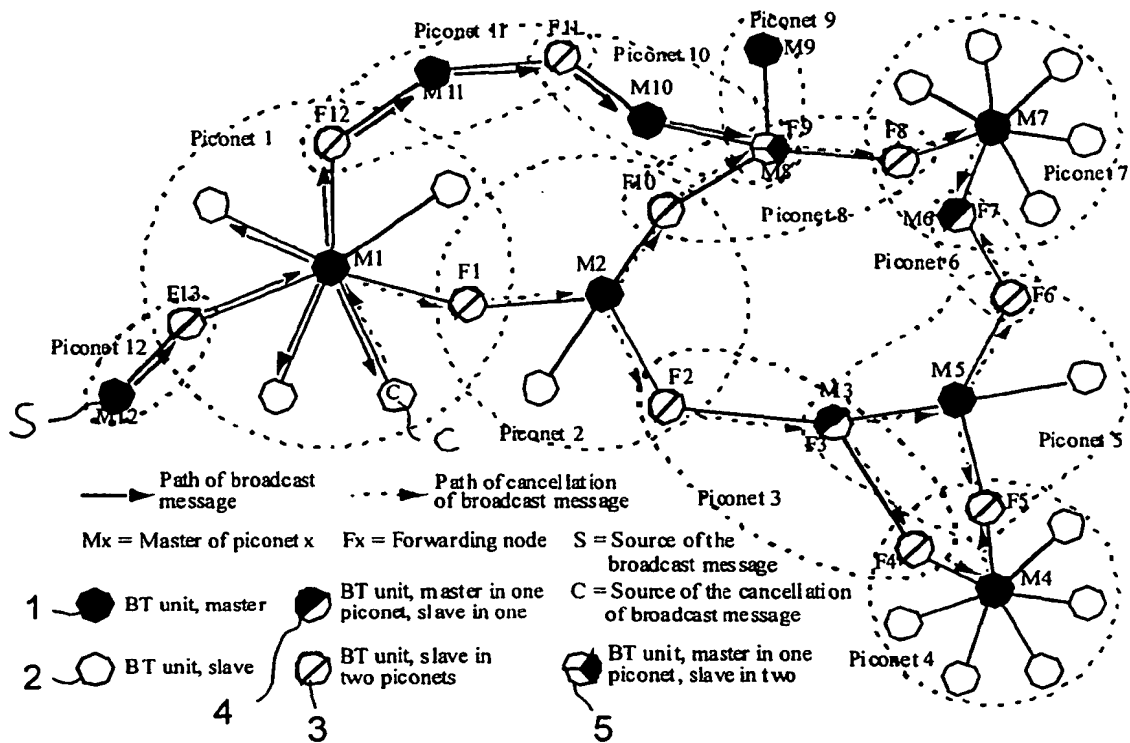 Piconet 11
F11
Piconet 10
Piconet 9
M9
M11
M10
F12
Piconet 1
F9
M8
F8
M7
Piconet 7
F10
Piconet 8
M6
F7
Piconet 6
M1
F1
M2
F6
F13
Piconet 12
M12
S
C
C
Piconet 2
F2
M3
F3
M5
Piconet 5
Piconet 3
F5
F4
M4
Piconet 4
Path of broadcast
message
Path of cancellation
of broadcast message
Mx = Master of piconet x
Fx = Forwarding node
S = Source of the
broadcast message
C = Source of the cancellation
of broadcast message
1
BT unit, master
BT unit, master in one
piconet, slave in one
2
BT unit, slave
4
BT unit, slave in
two piconets
3
BT unit, master in one
piconet, slave in two
5